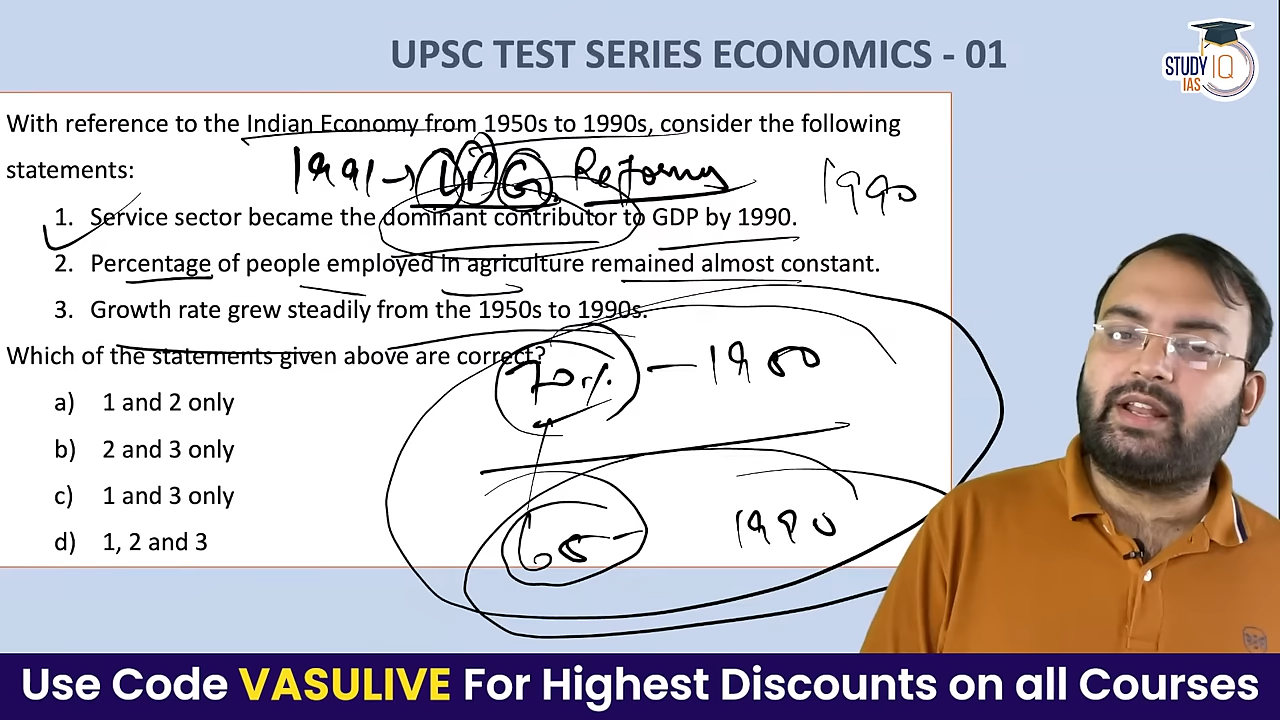 UPSC TEST SERIES ECONOMICS - 01
STUDY IQ
IAS
With reference to the Indian Economy from 1950s to 1990s, consider the following
statements:
1991 → LPG Reforms 1990
1. Service sector became the dominant contributor to GDP by 1990.
2. Percentage of people employed in agriculture remained almost constant.
3. Growth rate grew steadily from the 1950s to 1990s.
Which of the statements given above are correct?
70% — 1950
a) 1 and 2 only
b) 2 and 3 only
c) 1 and 3 only
65 - 1990
d) 1, 2 and 3
Use Code VASULIVE For Highest Discounts on all Courses